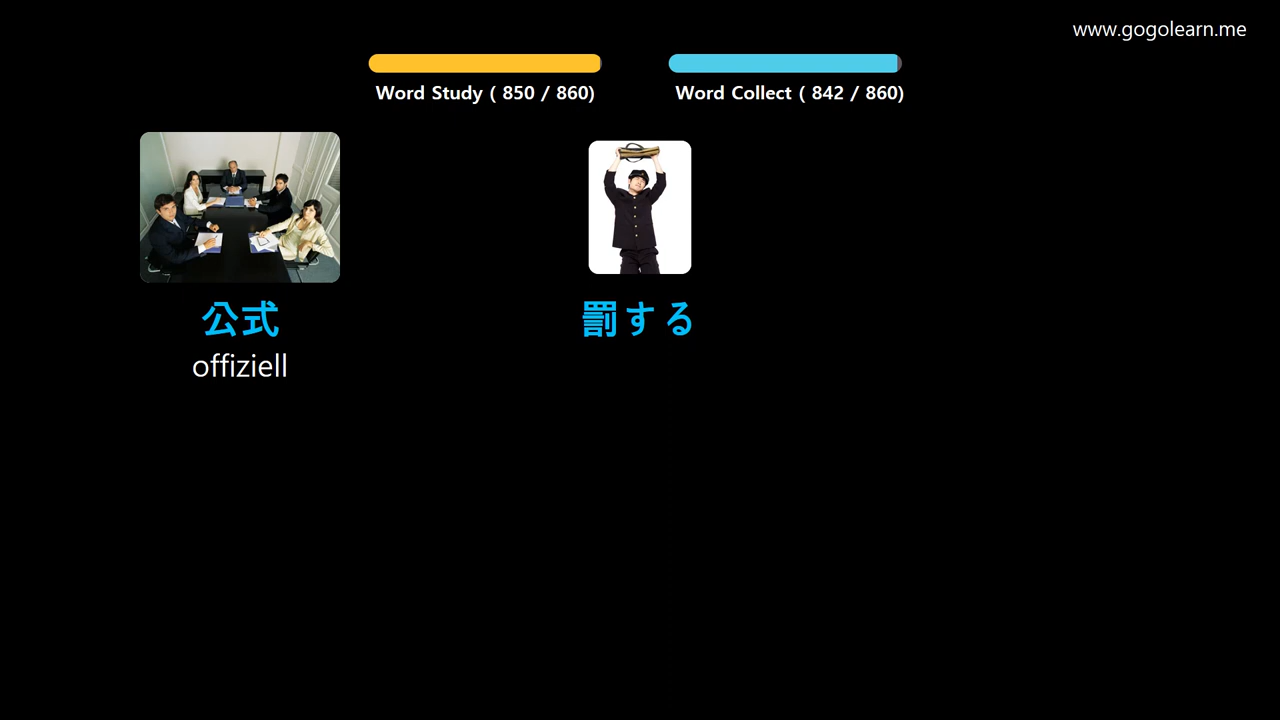 www.gogolearn.me
Word Study ( 850 / 860)
Word Collect ( 842 / 860)
公式
offiziell
罰する